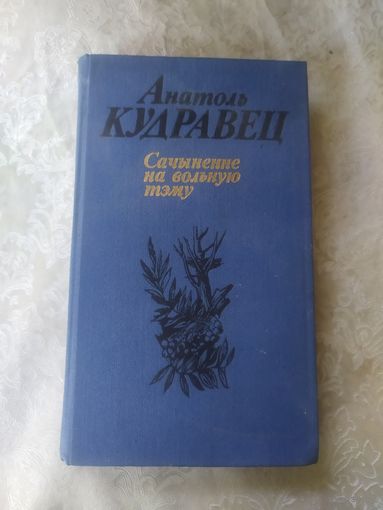 Анатоль
КУДРАВЕЦ
Сачыненне
на вольную
тэму